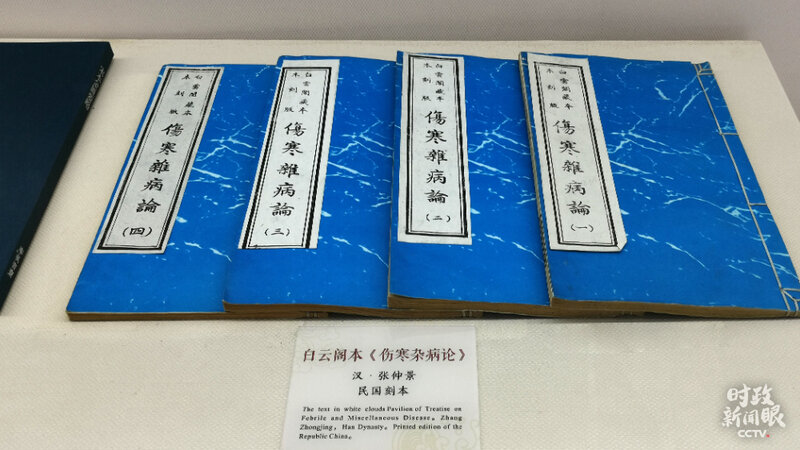 白雲閣藏本
木刻版
傷寒雜病論
(一)
白雲閣藏本
木刻版
傷寒雜病論
(二)
白雲閣藏本
木刻版
傷寒雜病論
(三)
白雲閣藏本
木刻版
傷寒雜病論
(四)
白云阁本《伤寒杂病论》
汉·张仲景
民国刻本
The text in white clouds Pavilion of Treatise on
Febrile and Miscellaneous Disease。Zhang
Zhongjing, Han Dynasty。Printed edition of the
Republic China。
时政
新闻眼
CCTV